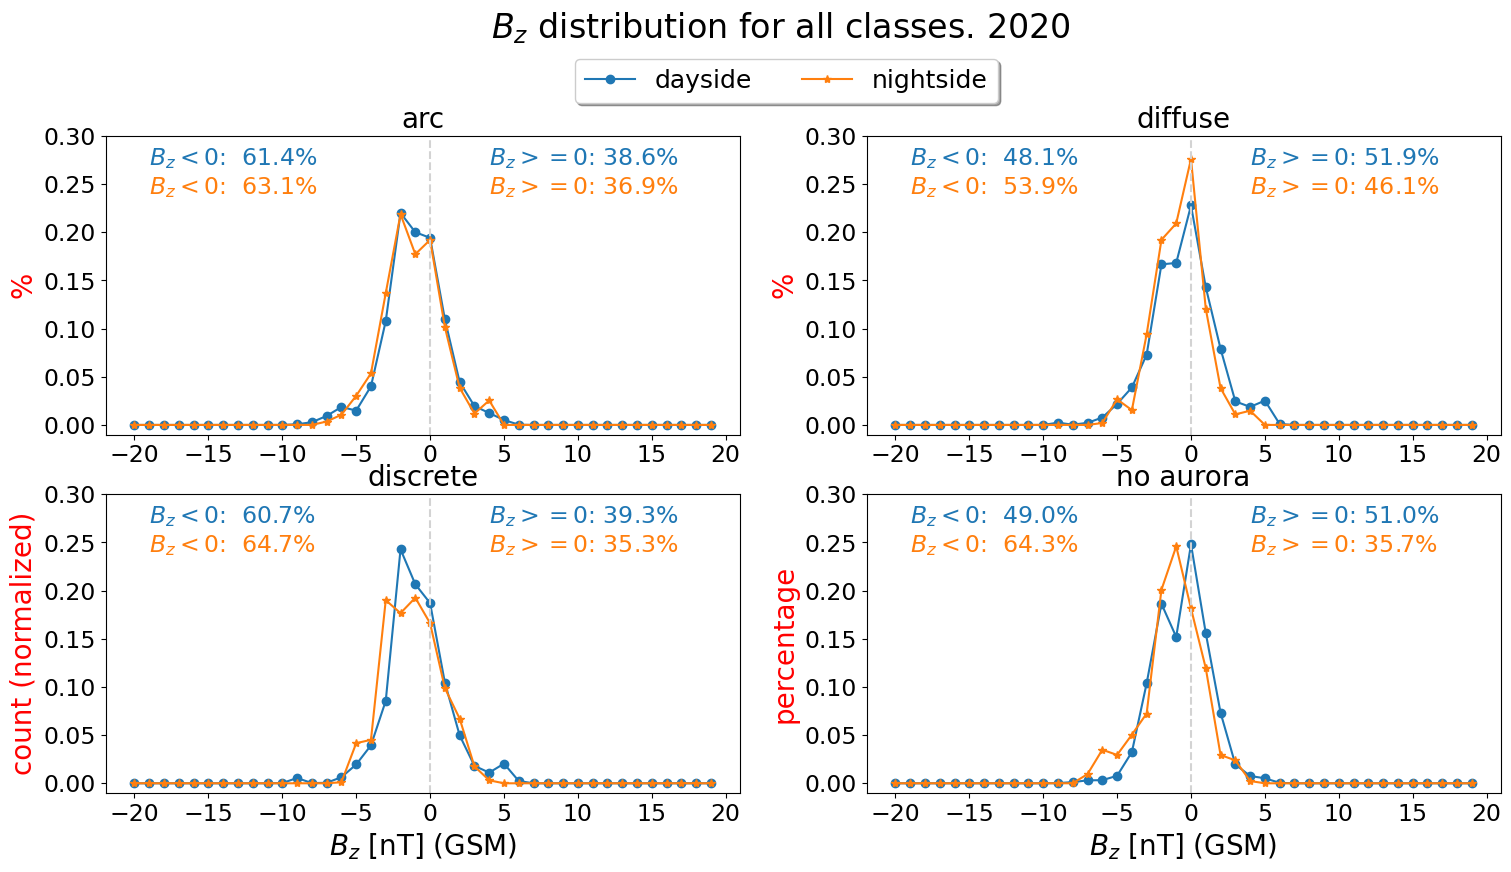 B_z distribution for all classes. 2020
dayside nightside
arc
B_z < 0: 61.4% B_z >= 0: 38.6%
B_z < 0: 63.1% B_z >= 0: 36.9%
0.30
0.25
0.20
0.15
0.10
0.05
0.00
%
−20 −15 −10 −5 0 5 10 15 20
diffuse
B_z < 0: 48.1% B_z >= 0: 51.9%
B_z < 0: 53.9% B_z >= 0: 46.1%
0.30
0.25
0.20
0.15
0.10
0.05
0.00
%
−20 −15 −10 −5 0 5 10 15 20
discrete
B_z < 0: 60.7% B_z >= 0: 39.3%
B_z < 0: 64.7% B_z >= 0: 35.3%
0.30
0.25
0.20
0.15
0.10
0.05
0.00
count (normalized)
−20 −15 −10 −5 0 5 10 15 20
B_z [nT] (GSM)
no aurora
B_z < 0: 49.0% B_z >= 0: 51.0%
B_z < 0: 64.3% B_z >= 0: 35.7%
0.30
0.25
0.20
0.15
0.10
0.05
0.00
percentage
−20 −15 −10 −5 0 5 10 15 20
B_z [nT] (GSM)